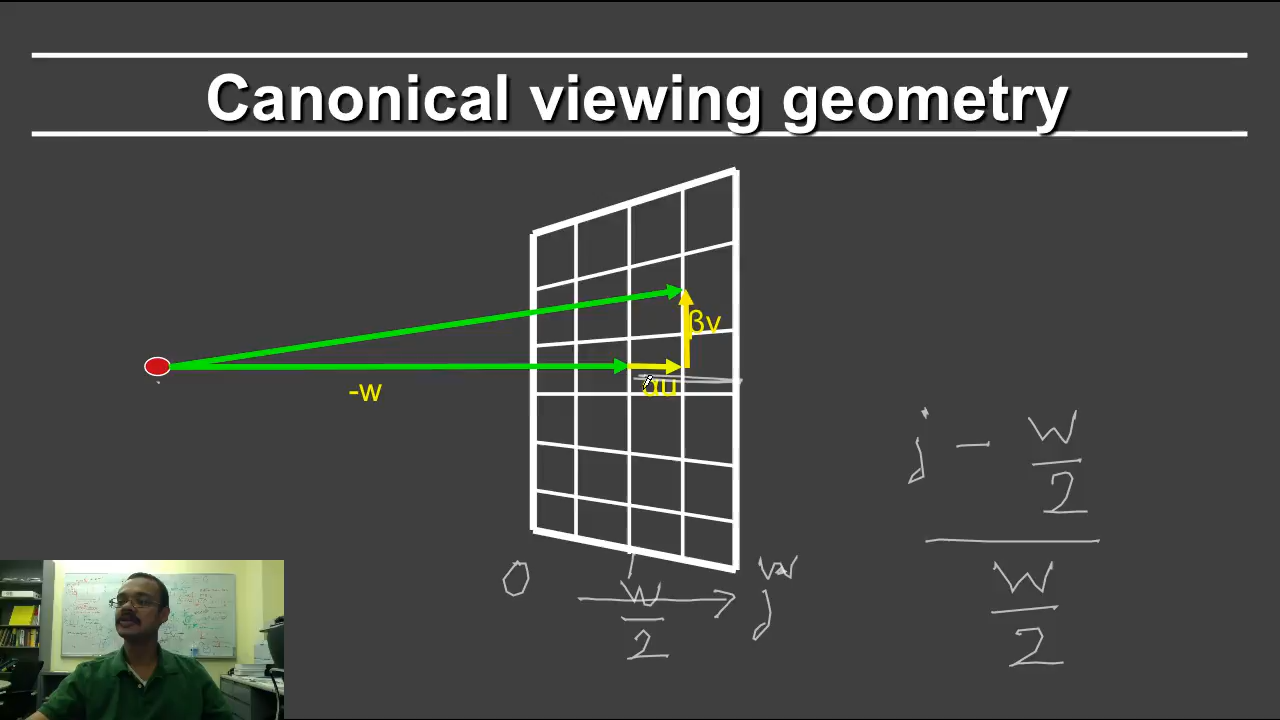 Canonical viewing geometry
βv
-w
αu
j - w/2
w/2
0
w/2
w
j